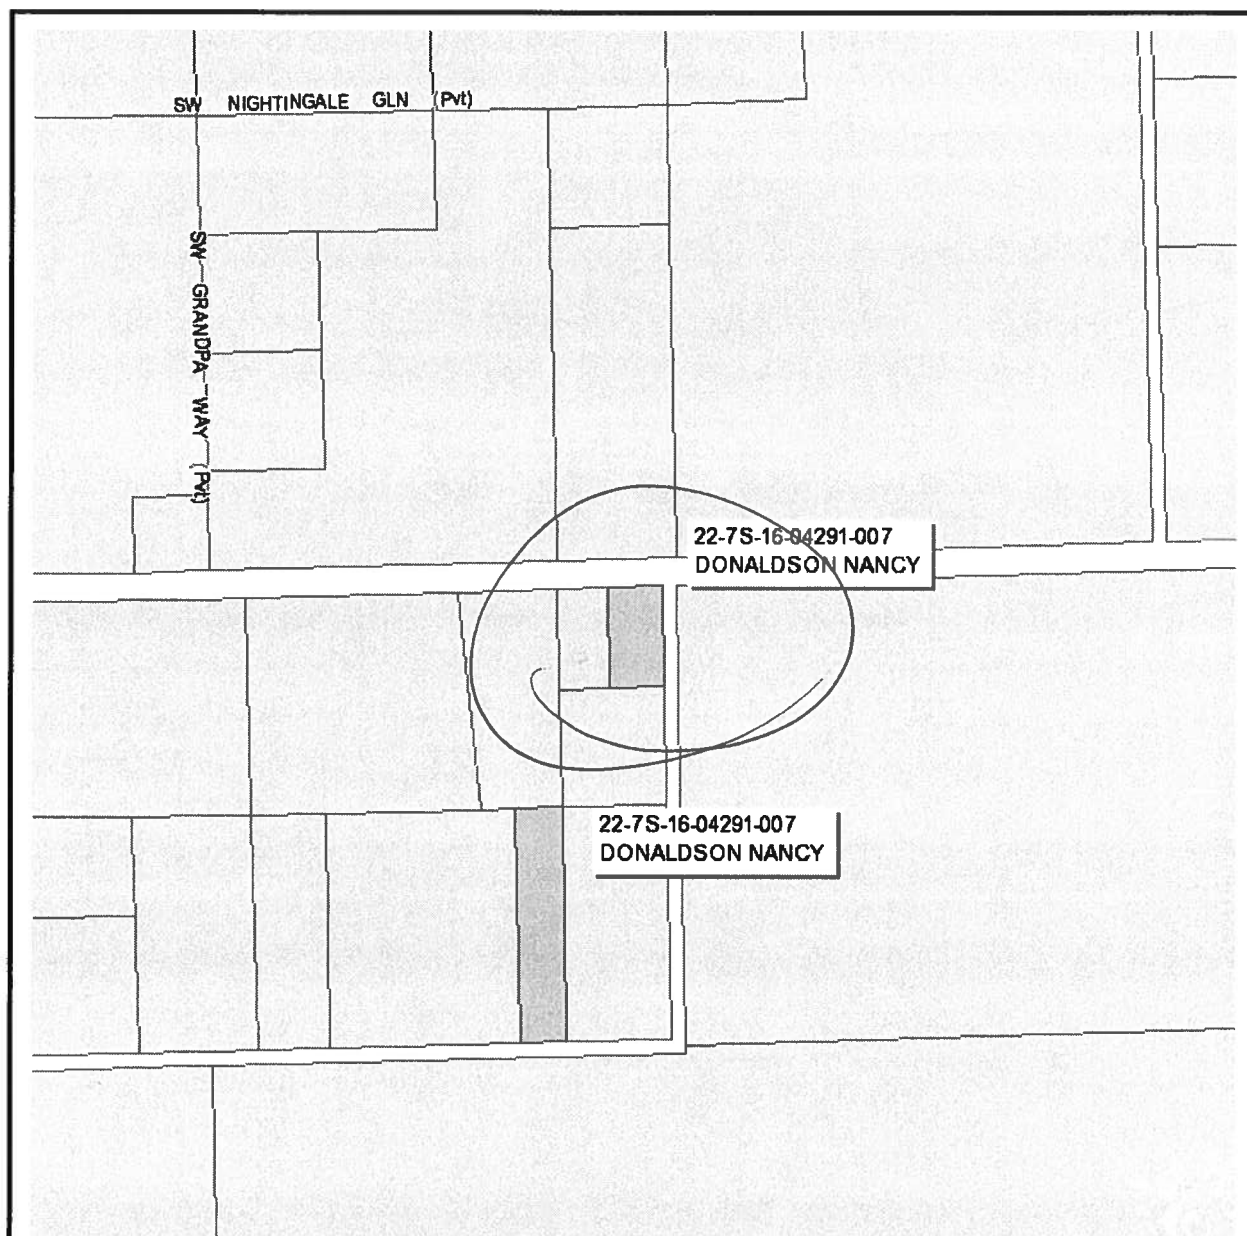 SW NIGHTINGALE GLN (Pvt)
SW GRANDPA WAY (Pvt)
22-7S-16-04291-007
DONALDSON NANCY
22-7S-16-04291-007
DONALDSON NANCY